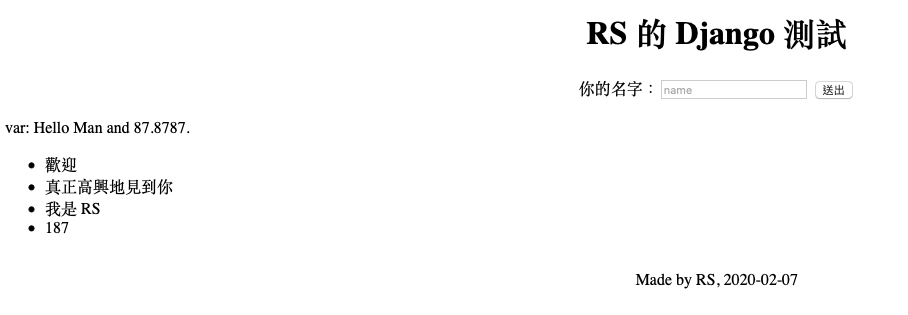 RS 的 Django 測試
你的名字： name 送出
var: Hello Man and 87.8787.
歡迎
真正高興地見到你
我是 RS
187
Made by RS, 2020-02-07